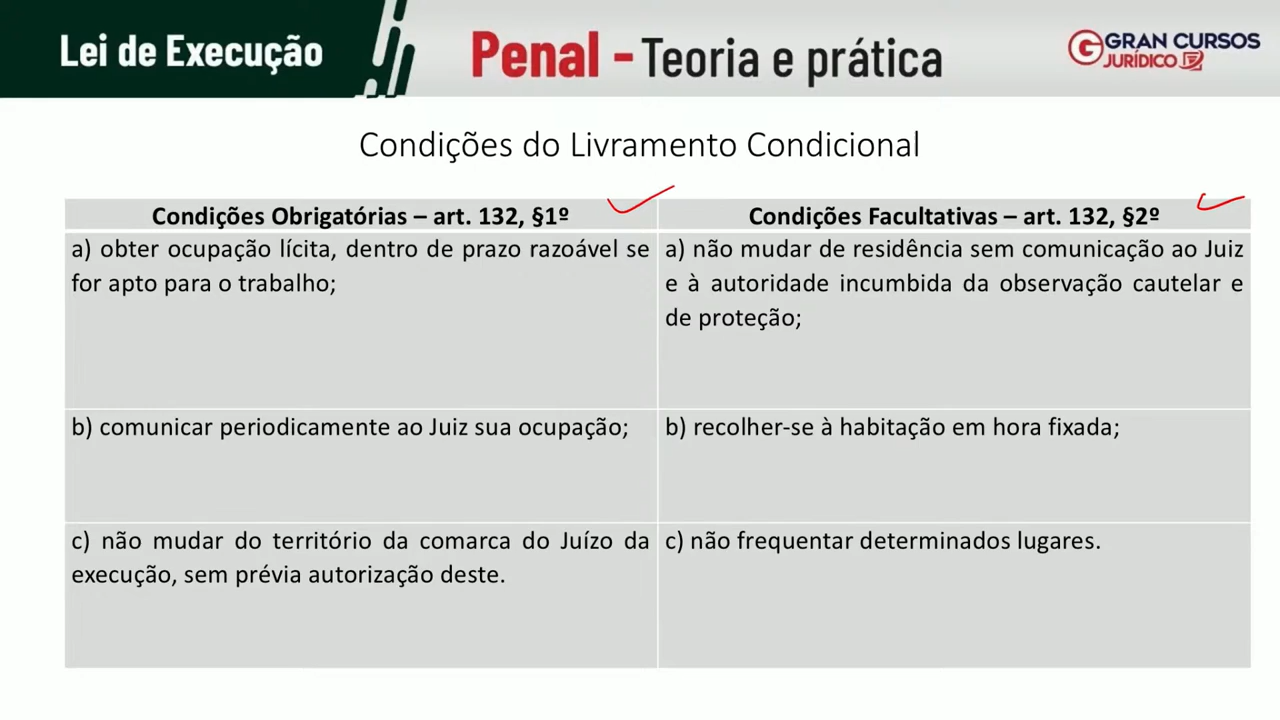 Lei de Execução
Penal - Teoria e prática
GRAN CURSOS
JURÍDICO
Condições do Livramento Condicional
Condições Obrigatórias – art. 132, §1º
Condições Facultativas – art. 132, §2º
a) obter ocupação lícita, dentro de prazo razoável se
for apto para o trabalho;
a) não mudar de residência sem comunicação ao Juiz
e à autoridade incumbida da observação cautelar e
de proteção;
b) comunicar periodicamente ao Juiz sua ocupação;
b) recolher-se à habitação em hora fixada;
c) não mudar do território da comarca do Juízo da
execução, sem prévia autorização deste.
c) não frequentar determinados lugares.